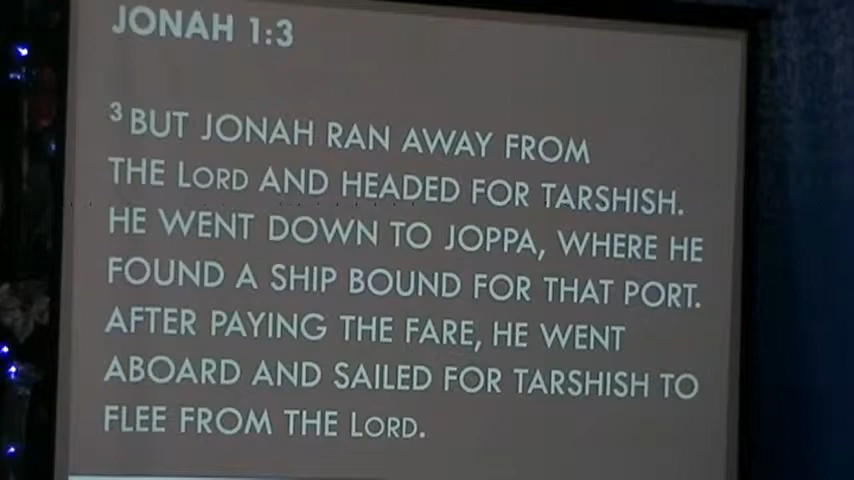 JONAH 1:3
3 BUT JONAH RAN AWAY FROM
THE LORD AND HEADED FOR TARSHISH.
HE WENT DOWN TO JOPPA, WHERE HE
FOUND A SHIP BOUND FOR THAT PORT.
AFTER PAYING THE FARE, HE WENT
ABOARD AND SAILED FOR TARSHISH TO
FLEE FROM THE LORD.